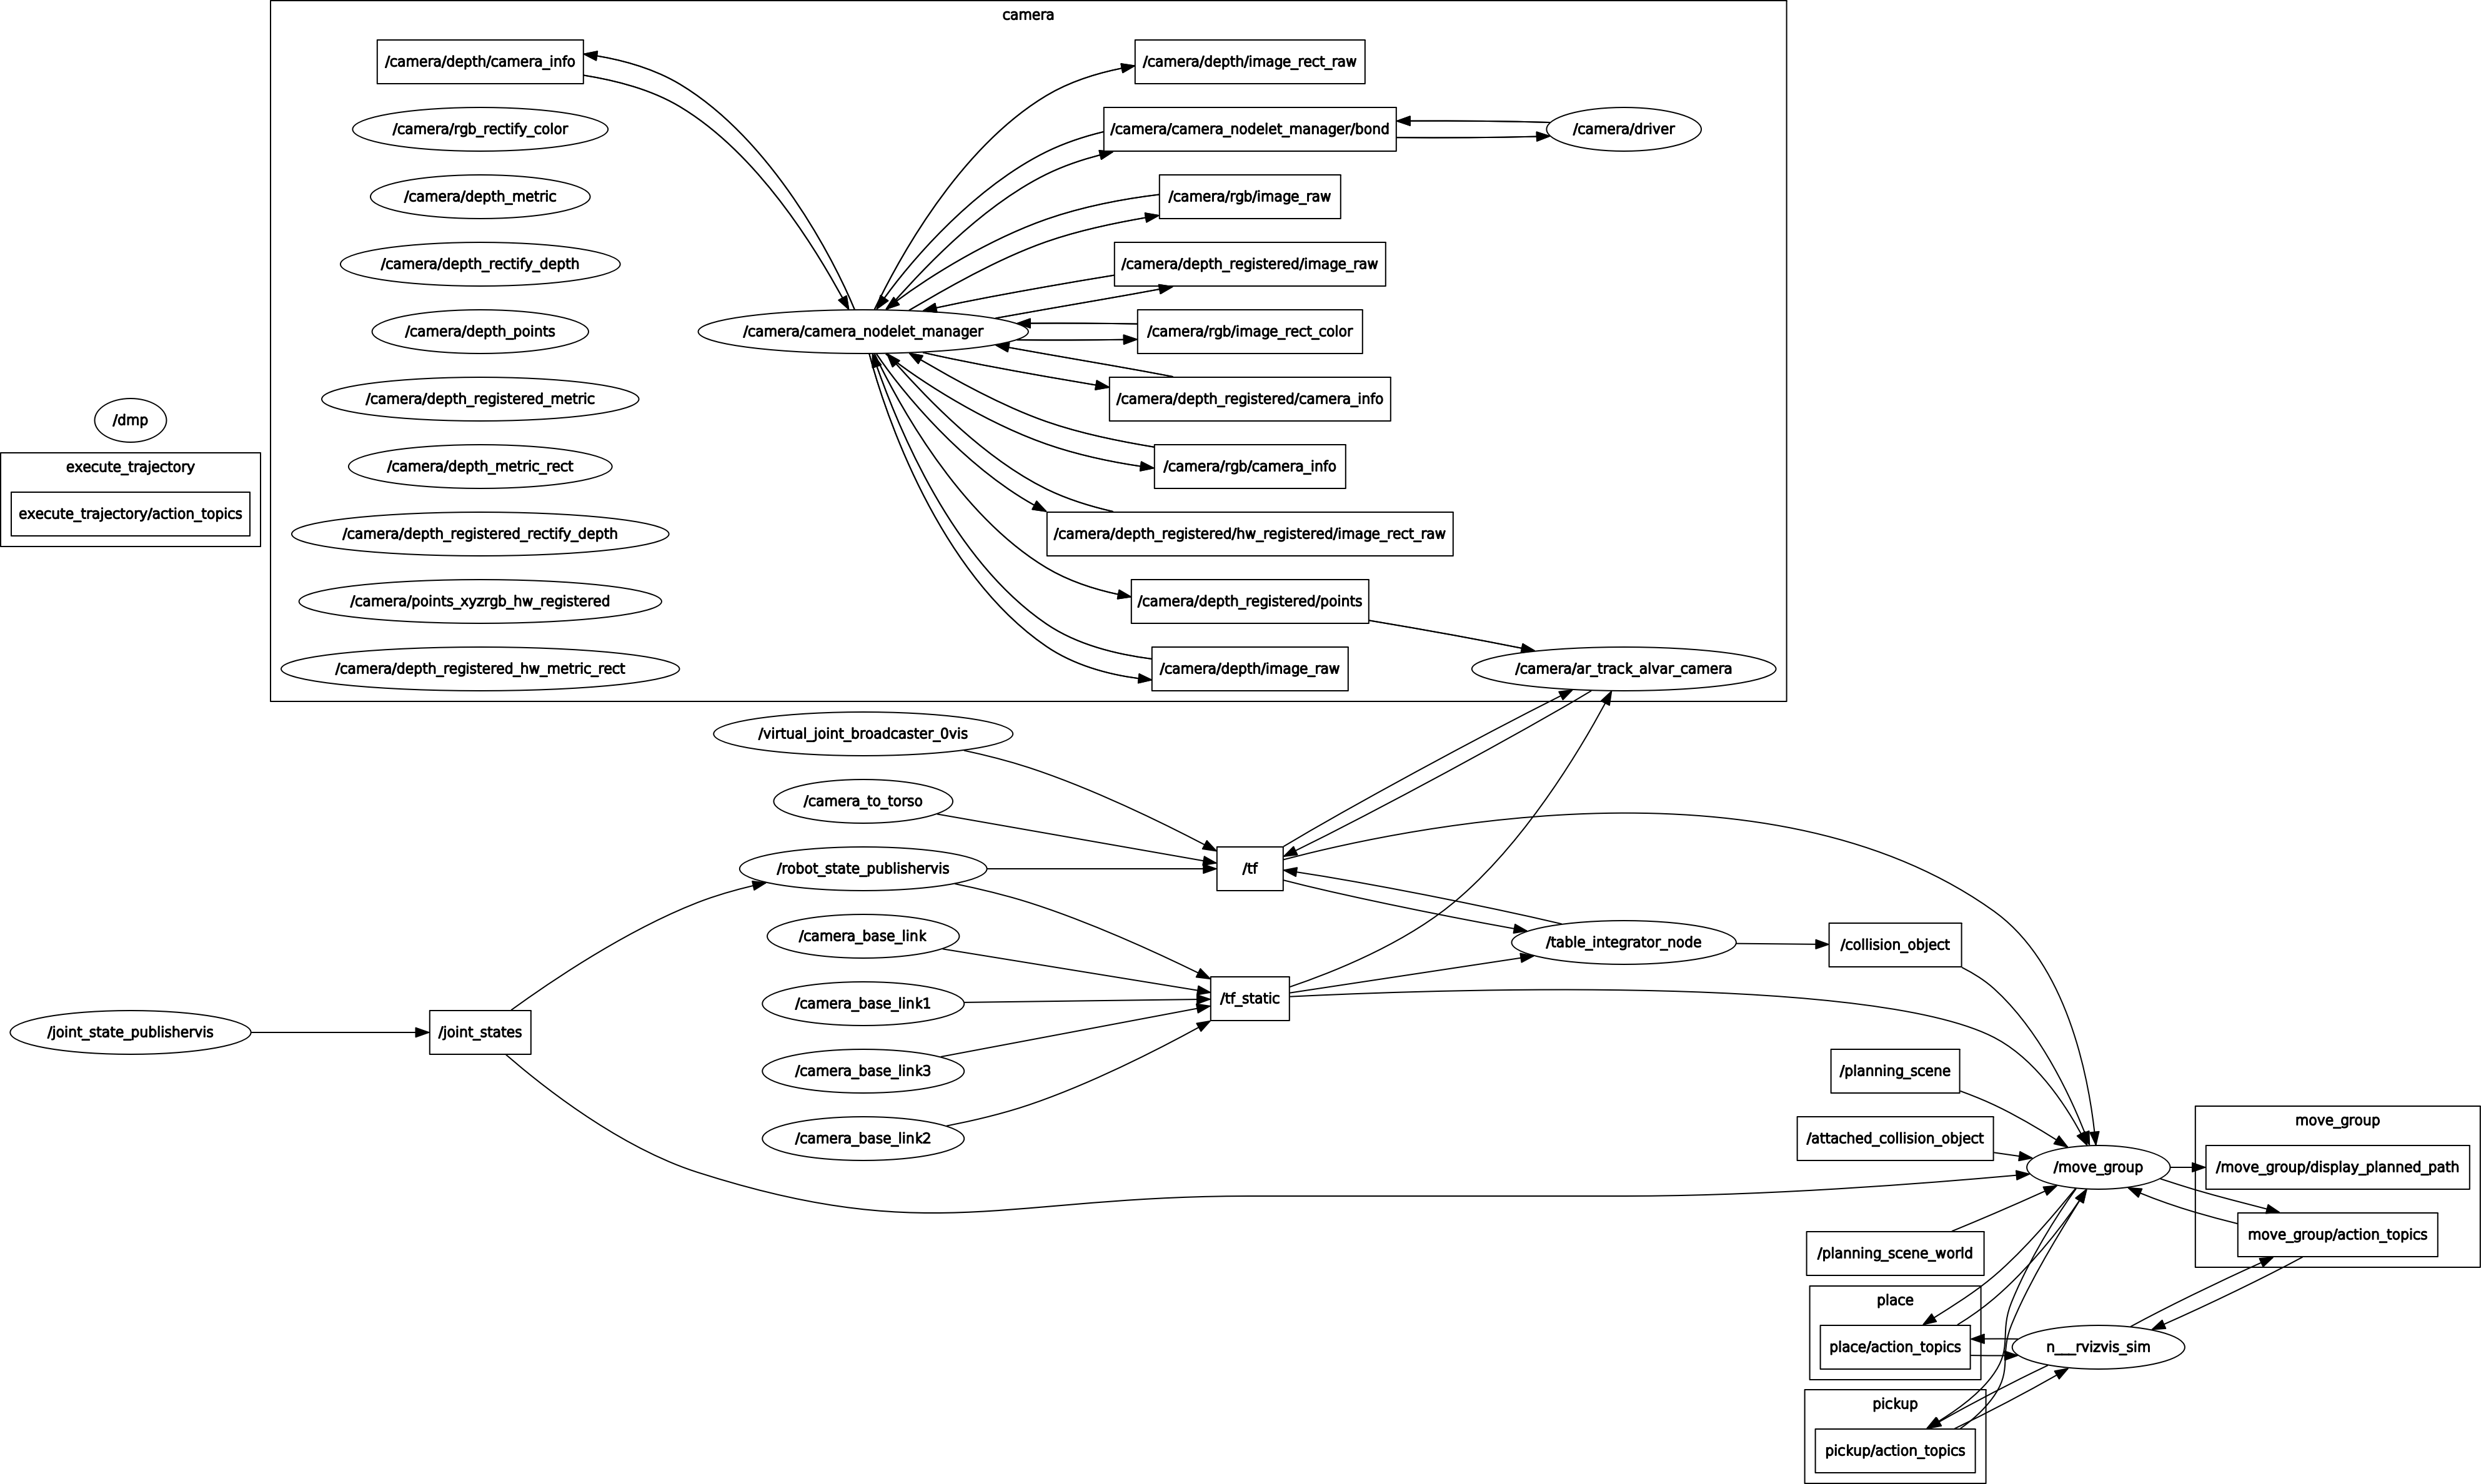 camera
/camera/depth/camera_info
/camera/depth/image_rect_raw
/camera/rgb_rectify_color
/camera/camera_nodelet_manager/bond
/camera/driver
/camera/depth_metric
/camera/rgb/image_raw
/camera/depth_rectify_depth
/camera/depth_registered/image_raw
/camera/depth_points
/camera/camera_nodelet_manager
/camera/rgb/image_rect_color
/camera/depth_registered_metric
/camera/depth_registered/camera_info
/dmp
/camera/depth_metric_rect
/camera/rgb/camera_info
execute_trajectory
execute_trajectory/action_topics
/camera/depth_registered_rectify_depth
/camera/depth_registered/hw_registered/image_rect_raw
/camera/points_xyzrgb_hw_registered
/camera/depth_registered/points
/camera/depth_registered_hw_metric_rect
/camera/depth/image_raw
/camera/ar_track_alvar_camera
/virtual_joint_broadcaster_0vis
/camera_to_torso
/robot_state_publishervis
/tf
/camera_base_link
/table_integrator_node
/collision_object
/camera_base_link1
/tf_static
/joint_state_publishervis
/joint_states
/camera_base_link3
/planning_scene
/camera_base_link2
/attached_collision_object
move_group
/move_group
/move_group/display_planned_path
/planning_scene_world
move_group/action_topics
place
place/action_topics
n___rvizvis_sim
pickup
pickup/action_topics